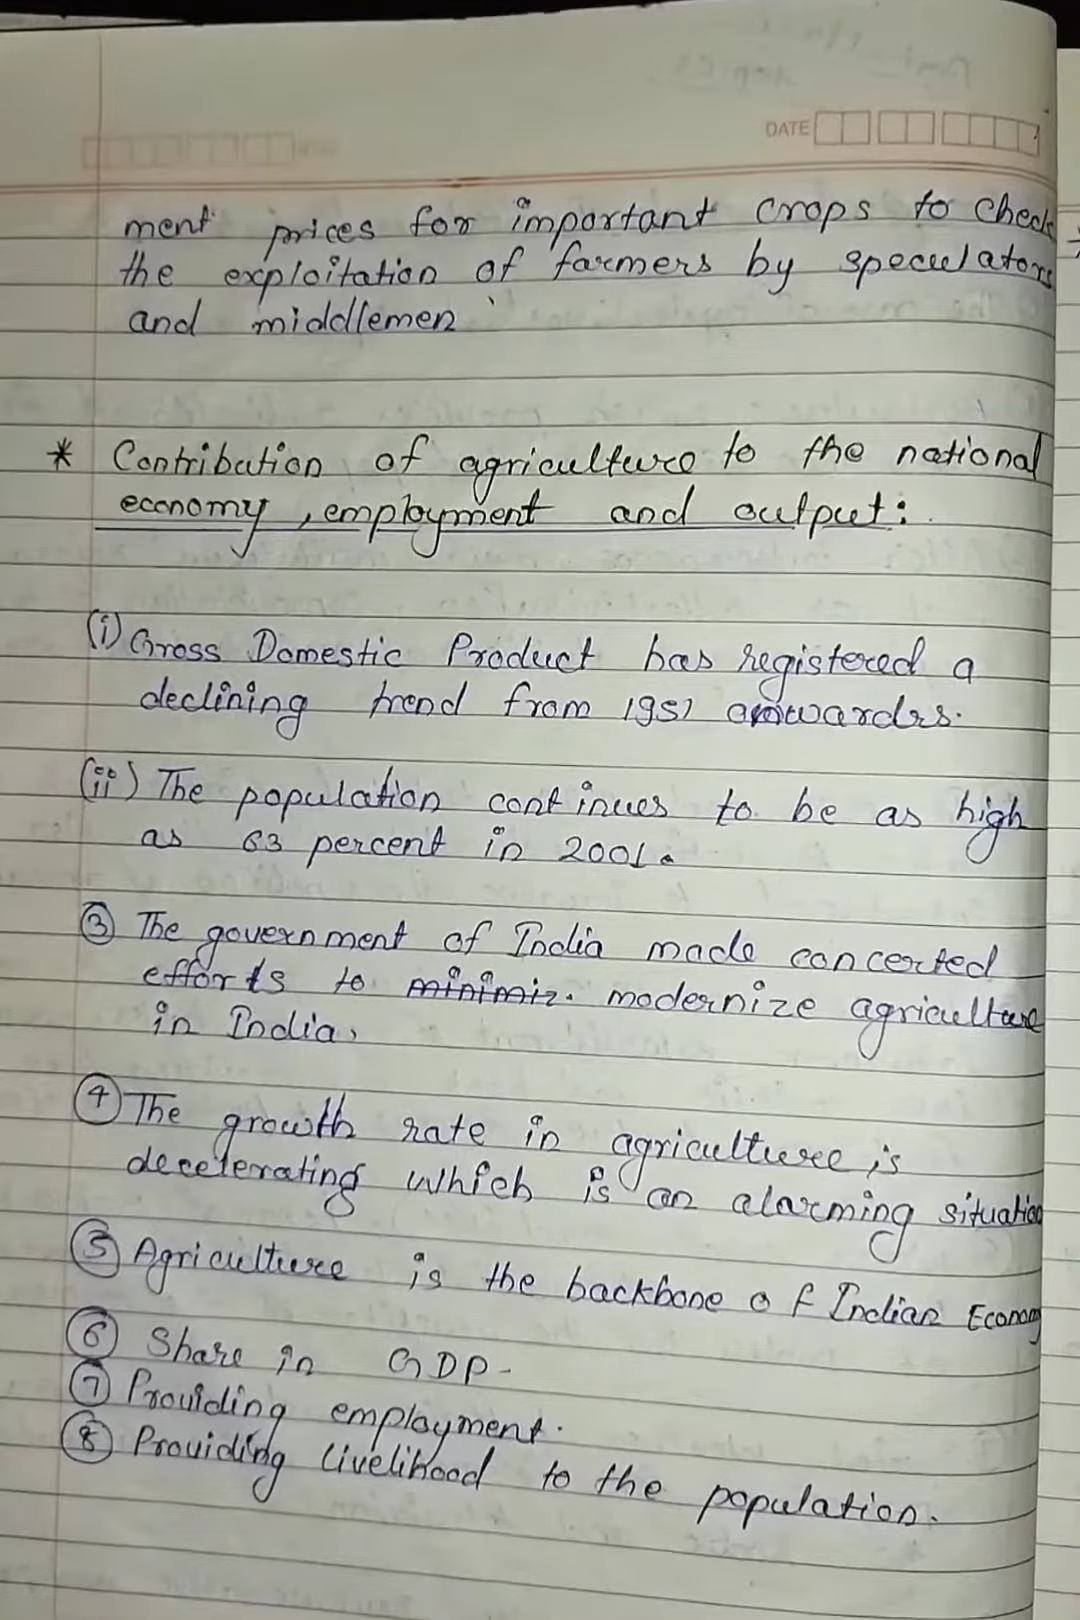 DATE
ment prices for important crops to check
the exploitation of farmers by speculators
and middlemen
* Contribution of agriculture to the national
economy, employment and output:
(i) Gross Domestic Product has registered a
declining trend from 1951 onwards.
(ii) The population continues to be as high
as 63 percent in 2001.
③ The government of India made concerted
efforts to minimiz. modernize agriculture
in India.
④ The growth rate in agriculture is
decelerating which is an alarming situation
⑤ Agriculture is the backbone of Indian Economy
⑥ Share in GDP -
⑦ Providing employment.
⑧ Providing livelihood to the population.